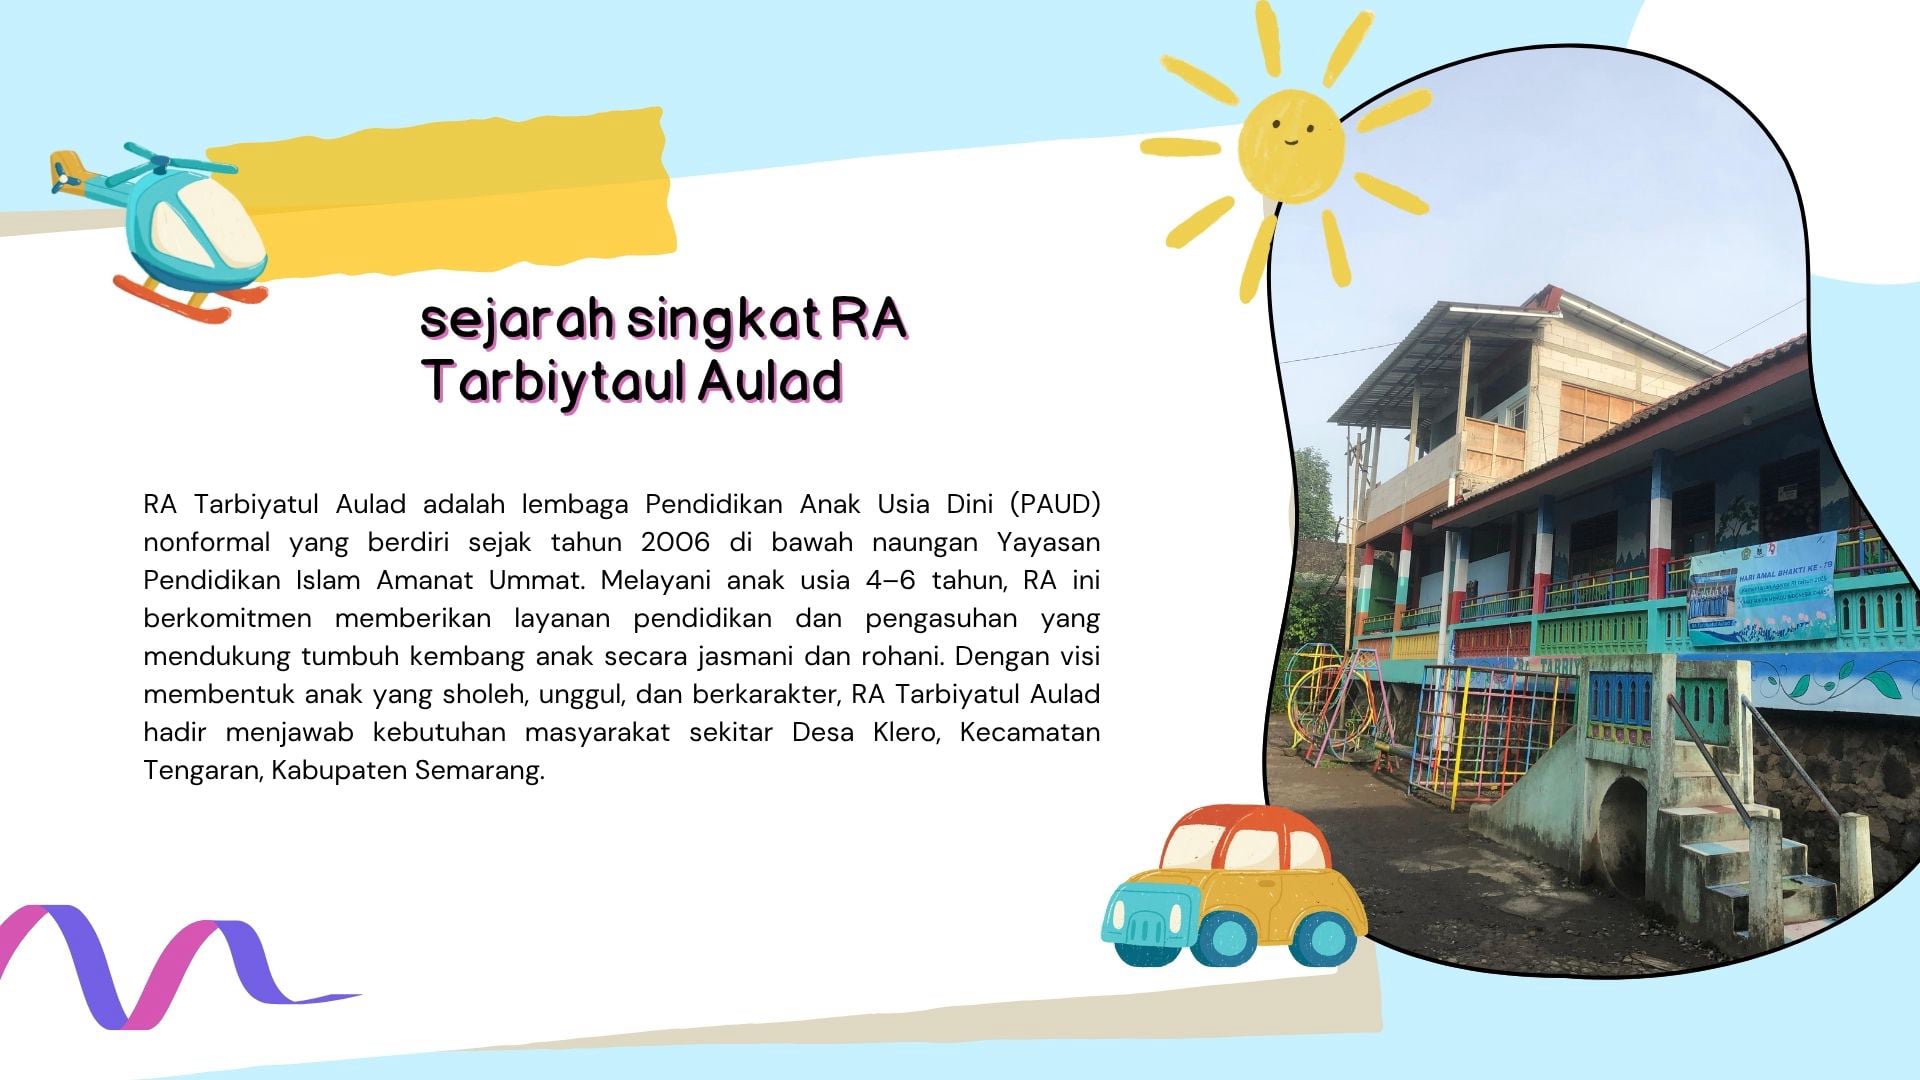 sejarah singkat RA
Tarbiytaul Aulad
RA Tarbiyatul Aulad adalah lembaga Pendidikan Anak Usia Dini (PAUD)
nonformal yang berdiri sejak tahun 2006 di bawah naungan Yayasan
Pendidikan Islam Amanat Ummat. Melayani anak usia 4–6 tahun, RA ini
berkomitmen memberikan layanan pendidikan dan pengasuhan yang
mendukung tumbuh kembang anak secara jasmani dan rohani. Dengan visi
membentuk anak yang sholeh, unggul, dan berkarakter, RA Tarbiyatul Aulad
hadir menjawab kebutuhan masyarakat sekitar Desa Klero, Kecamatan
Tengaran, Kabupaten Semarang.
HARI AMAL BHAKTI KE -79
RA Tarbiyatul Aulad